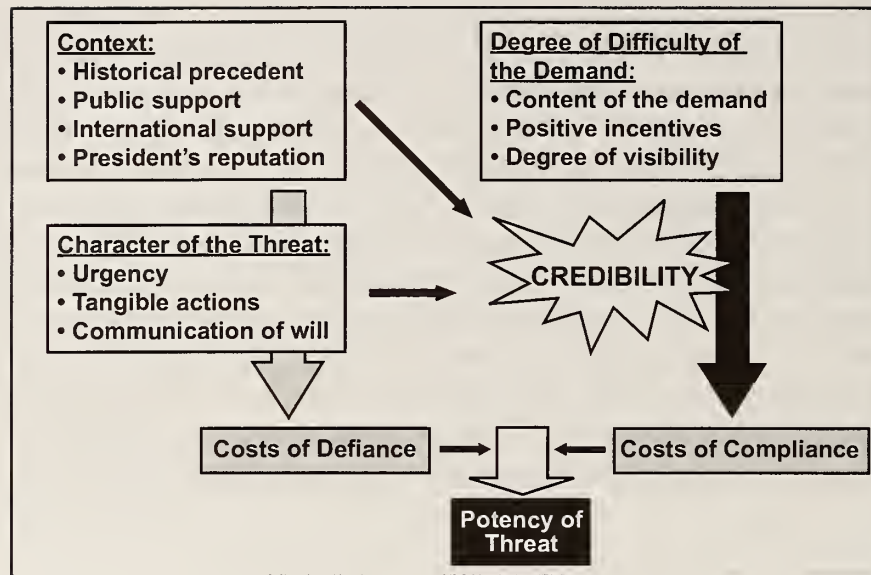 Context:
• Historical precedent
• Public support
• International support
• President's reputation
Degree of Difficulty of
the Demand:
• Content of the demand
• Positive incentives
• Degree of visibility
Character of the Threat:
• Urgency
• Tangible actions
• Communication of will
CREDIBILITY
Costs of Defiance
Costs of Compliance
Potency of
Threat